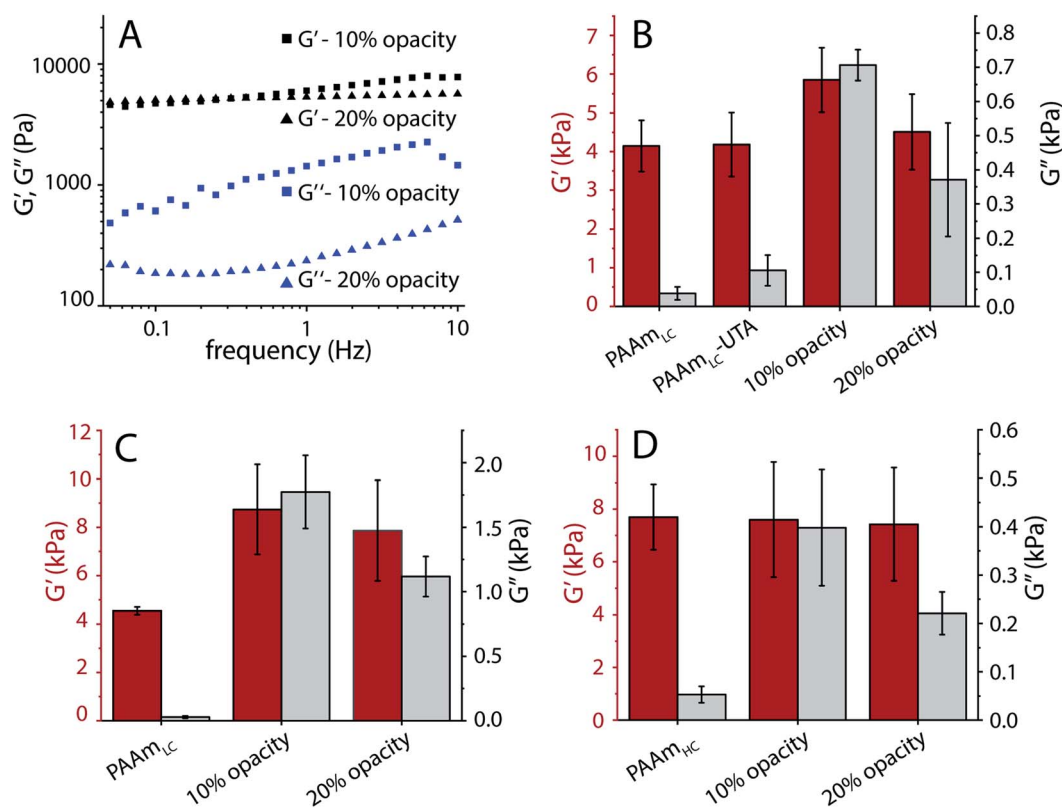 A
G' - 10% opacity
G' - 20% opacity
G'' - 10% opacity
G'' - 20% opacity
G', G'' (Pa)
10000
1000
100
0.1
1
10
frequency (Hz)
B
G' (kPa)
7
6
5
4
3
2
1
0
G'' (kPa)
0.8
0.7
0.6
0.5
0.4
0.3
0.2
0.1
0.0
PAAm_LC
PAAm_LC-UTA
10% opacity
20% opacity
C
G' (kPa)
12
10
8
6
4
2
0
G'' (kPa)
2.0
1.5
1.0
0.5
0.0
PAAm_LC
10% opacity
20% opacity
D
G' (kPa)
10
8
6
4
2
0
G'' (kPa)
0.6
0.5
0.4
0.3
0.2
0.1
0.0
PAAm_HC
10% opacity
20% opacity